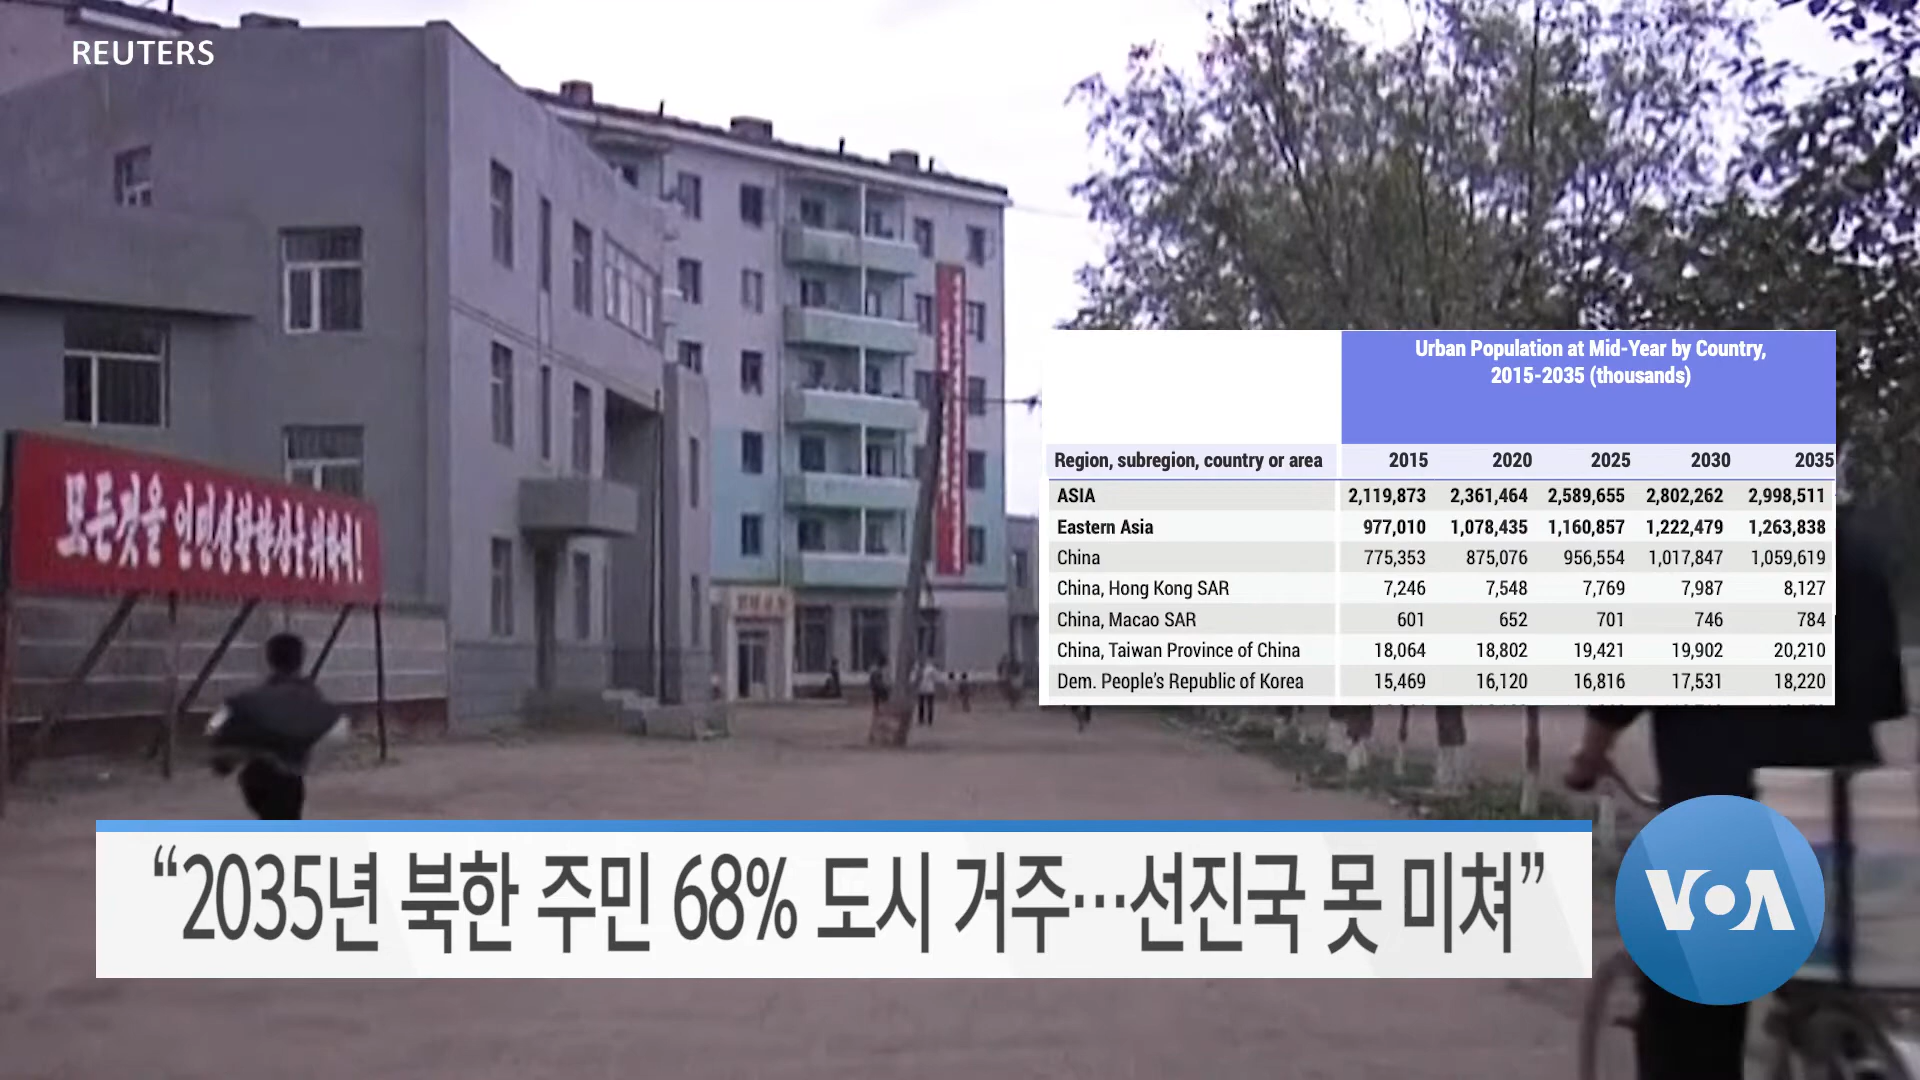 REUTERS
모든것을 인민생활향상을 위하여!
Urban Population at Mid-Year by Country,
2015-2035 (thousands)
Region, subregion, country or area 2015 2020 2025 2030 2035
ASIA 2,119,873 2,361,464 2,589,655 2,802,262 2,998,511
Eastern Asia 977,010 1,078,435 1,160,857 1,222,479 1,263,838
China 775,353 875,076 956,554 1,017,847 1,059,619
China, Hong Kong SAR 7,246 7,548 7,769 7,987 8,127
China, Macao SAR 601 652 701 746 784
China, Taiwan Province of China 18,064 18,802 19,421 19,902 20,210
Dem. People's Republic of Korea 15,469 16,120 16,816 17,531 18,220
“2035년 북한 주민 68% 도시 거주…선진국 못 미쳐”
VOA